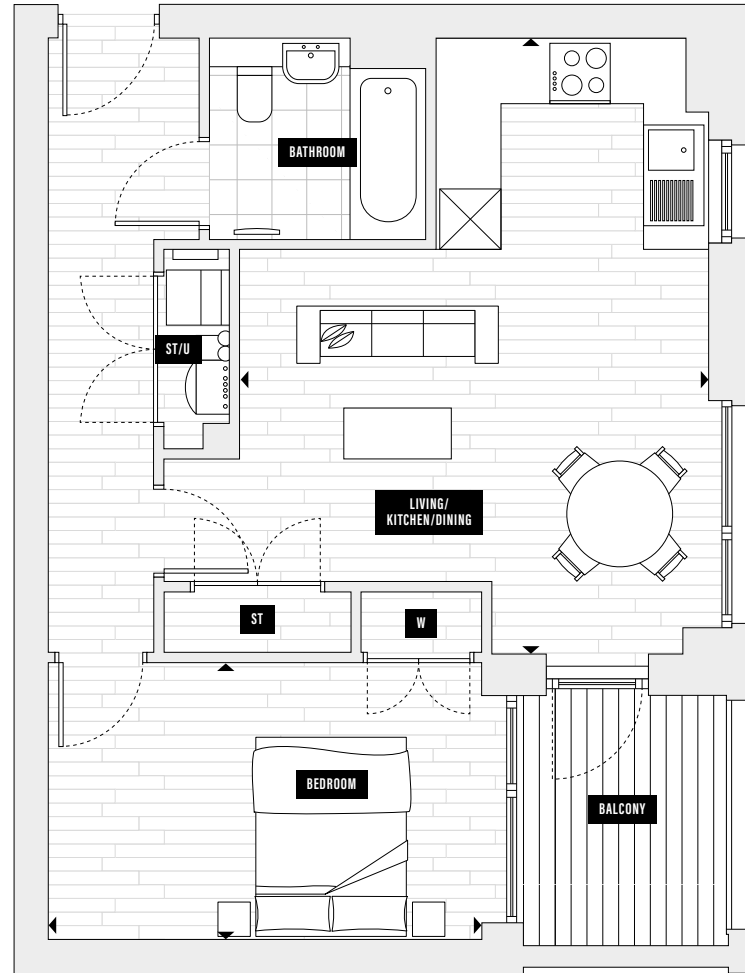 BATHROOM
ST/U
LIVING/
KITCHEN/DINING
ST
W
BEDROOM
BALCONY